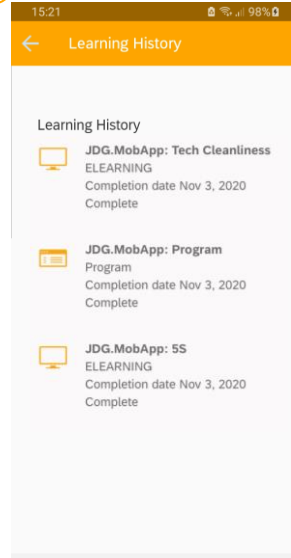 15:21
98%
Learning History
Learning History
JDG.MobApp: Tech Cleanliness
ELEARNING
Completion date Nov 3, 2020
Complete
JDG.MobApp: Program
Program
Completion date Nov 3, 2020
Complete
JDG.MobApp: 5S
ELEARNING
Completion date Nov 3, 2020
Complete